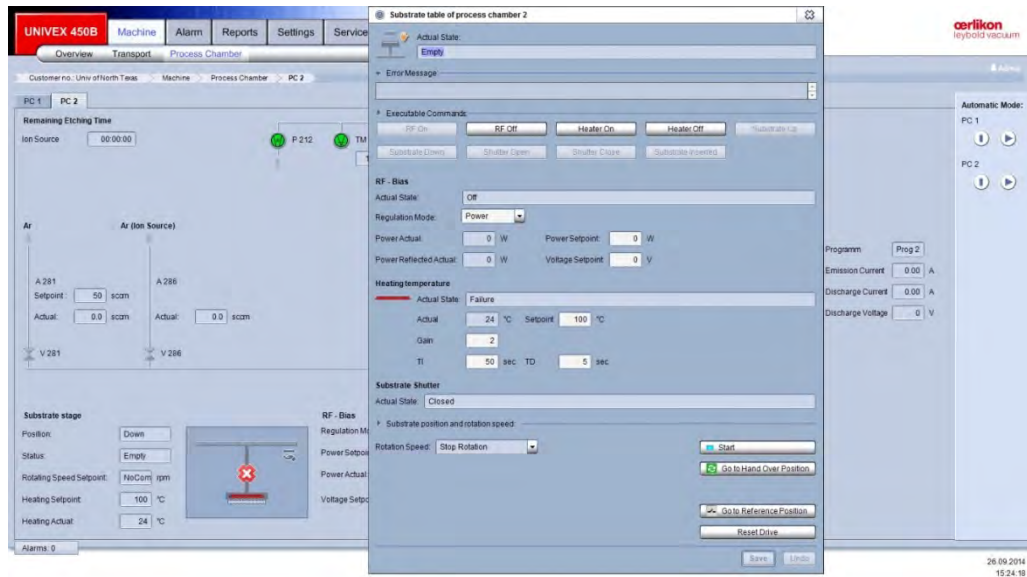 UNIVEX 450B
Machine
Alarm
Reports
Settings
Service
Overview
Transport
Process Chamber
Customer no.: Univ of North Texas
Machine
Process Chamber
PC 2
œrlikon
leybold vacuum
PC 1
PC 2
Remaining Etching Time
Ion Source 00:00:00
P 212
TM
Ar
Ar (Ion Source)
A 281
A 286
Setpoint: 50 sccm
Actual: 0.0 sccm
Actual: 0.0 sccm
V 281
V 286
Substrate stage
Position: Down
Status: Empty
Rotating Speed Setpoint: NoCom rpm
Heating Setpoint: 100 °C
Heating Actual: 24 °C
RF - Bias
Regulation Mo
Power Setpoi
Power Actual:
Voltage Setpo
Alarms: 0
Substrate table of process chamber 2
Actual State:
Empty
Error Message:
Executable Commands:
RF On
RF Off
Heater On
Heater Off
Substrate Up
Substrate Down
Shutter Open
Shutter Close
Substrate Inserted
RF - Bias
Actual State: Off
Regulation Mode: Power
Power Actual: 0 W
Power Setpoint: 0 W
Power Reflected Actual: 0 W
Voltage Setpoint: 0 V
Heating temperature
Actual State: Failure
Actual 24 °C Setpoint 100 °C
Gain 2
TI 50 sec TD 5 sec
Substrate Shutter
Actual State: Closed
Substrate position and rotation speed:
Rotation Speed: Stop Rotation
Start
Go to Hand Over Position
Go to Reference Position
Reset Drive
Save
Undo
Programm Prog 2
Emission Current 0.00 A
Discharge Current 0.00 A
Discharge Voltage 0 V
Automatic Mode:
PC 1
PC 2
26.09.2014
15:24:18